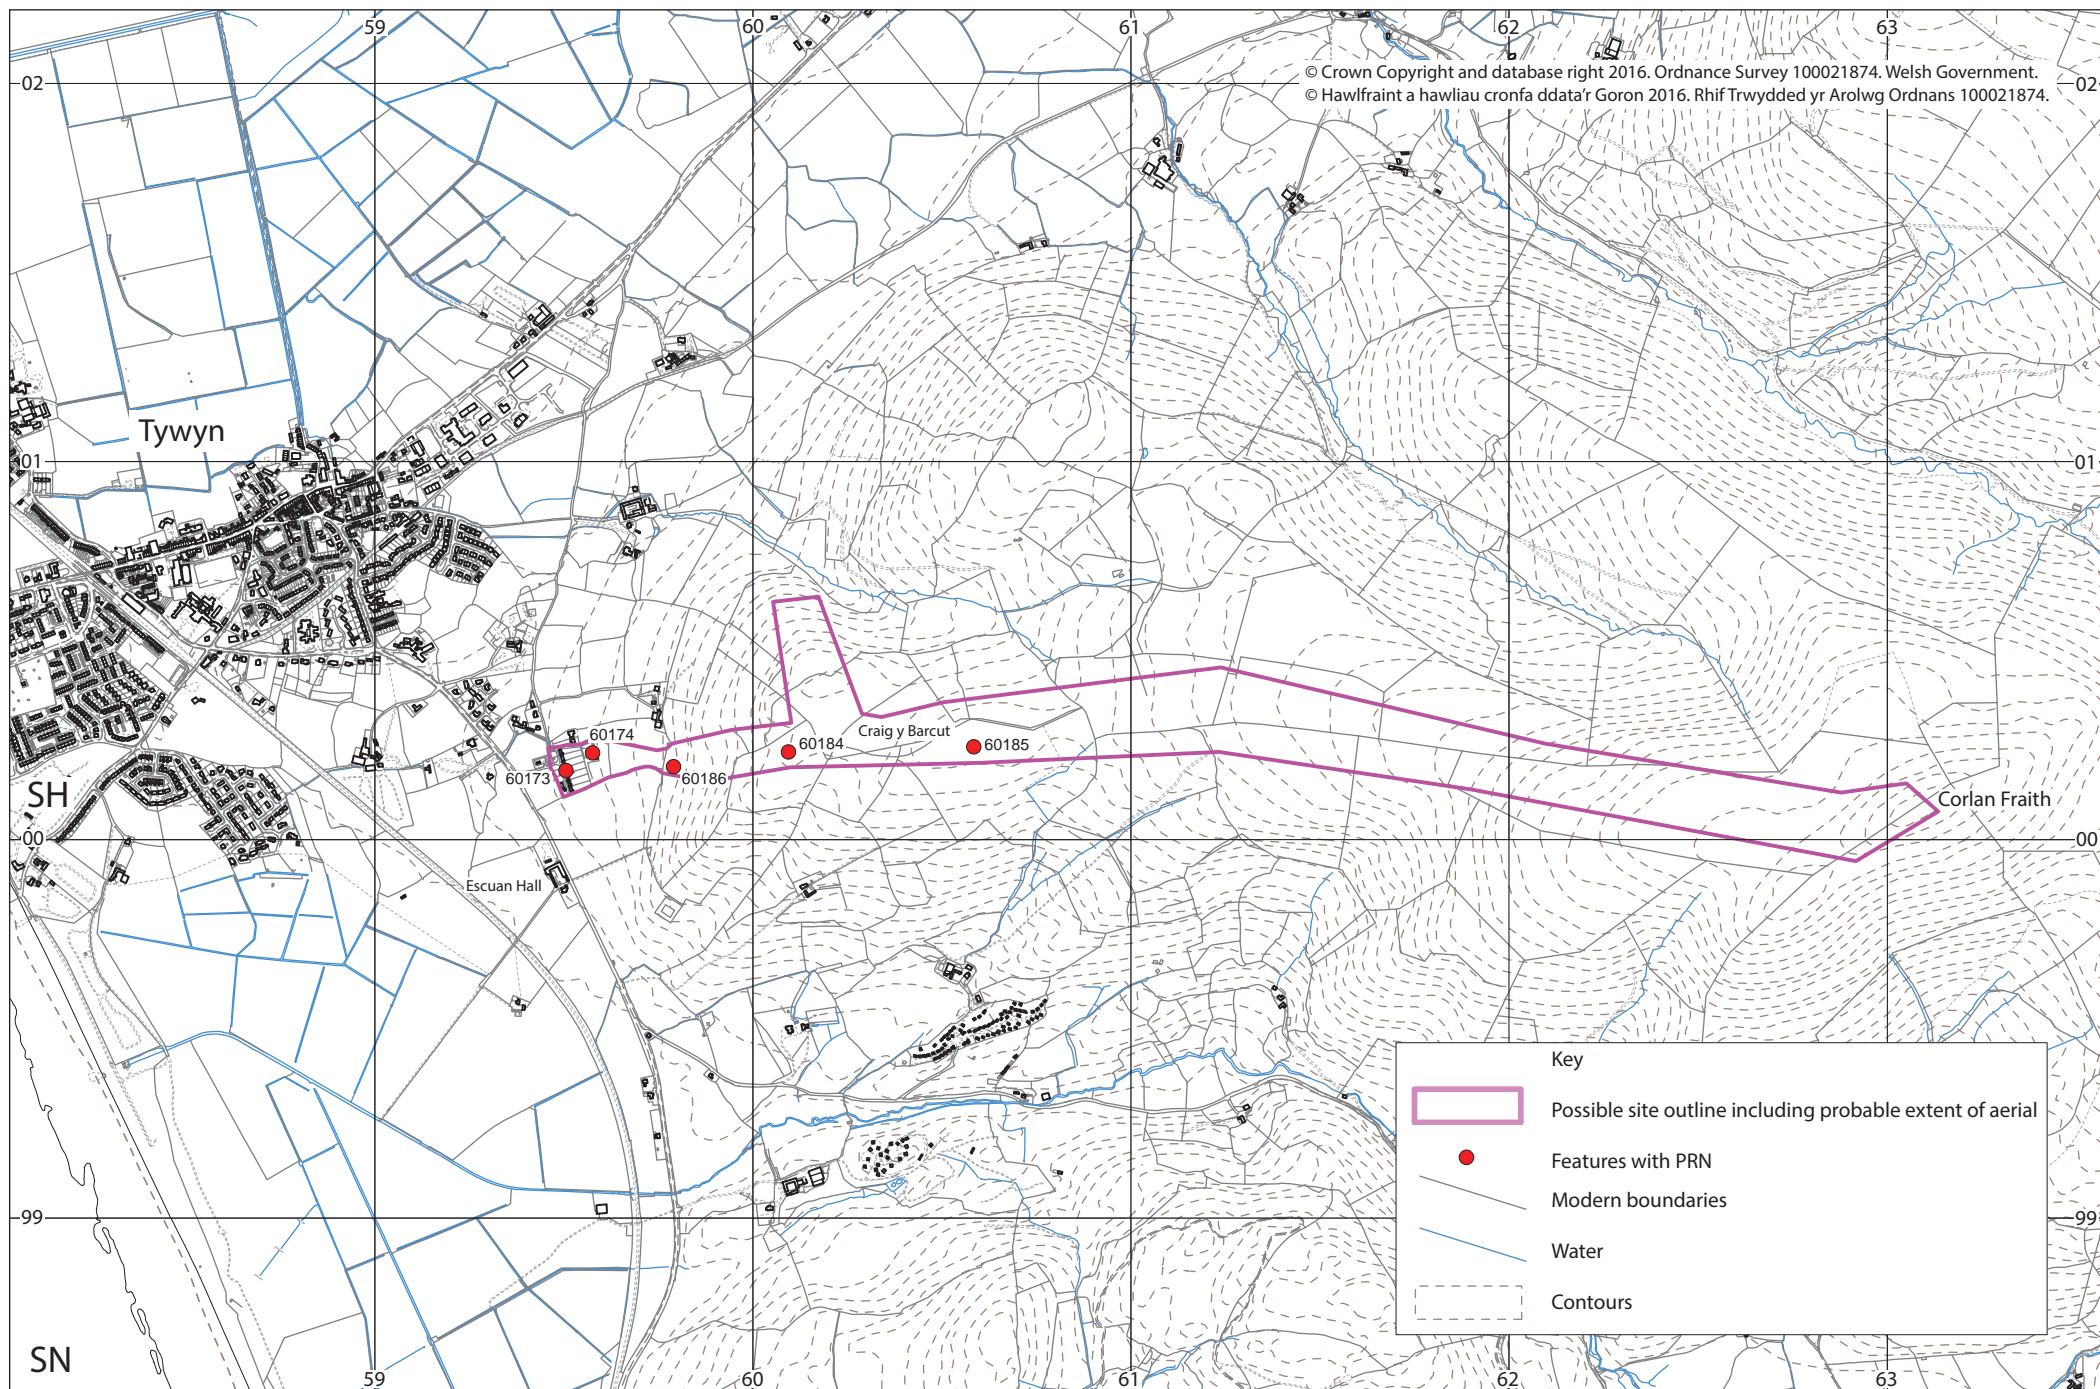 59
60
61
62
63
02
© Crown Copyright and database right 2016. Ordnance Survey 100021874. Welsh Government.
© Hawlfraint a hawliau cronfa ddata'r Goron 2016. Rhif Trwydded yr Arolwg Ordnans 100021874.
02
Tywyn
01
01
60174
Craig y Barcut
60184
60185
60173
60186
SH
Corlan Fraith
00
00
Escuan Hall
Key
Possible site outline including probable extent of aerial
Features with PRN
Modern boundaries
99
99
Water
Contours
SN
59
60
61
62
63